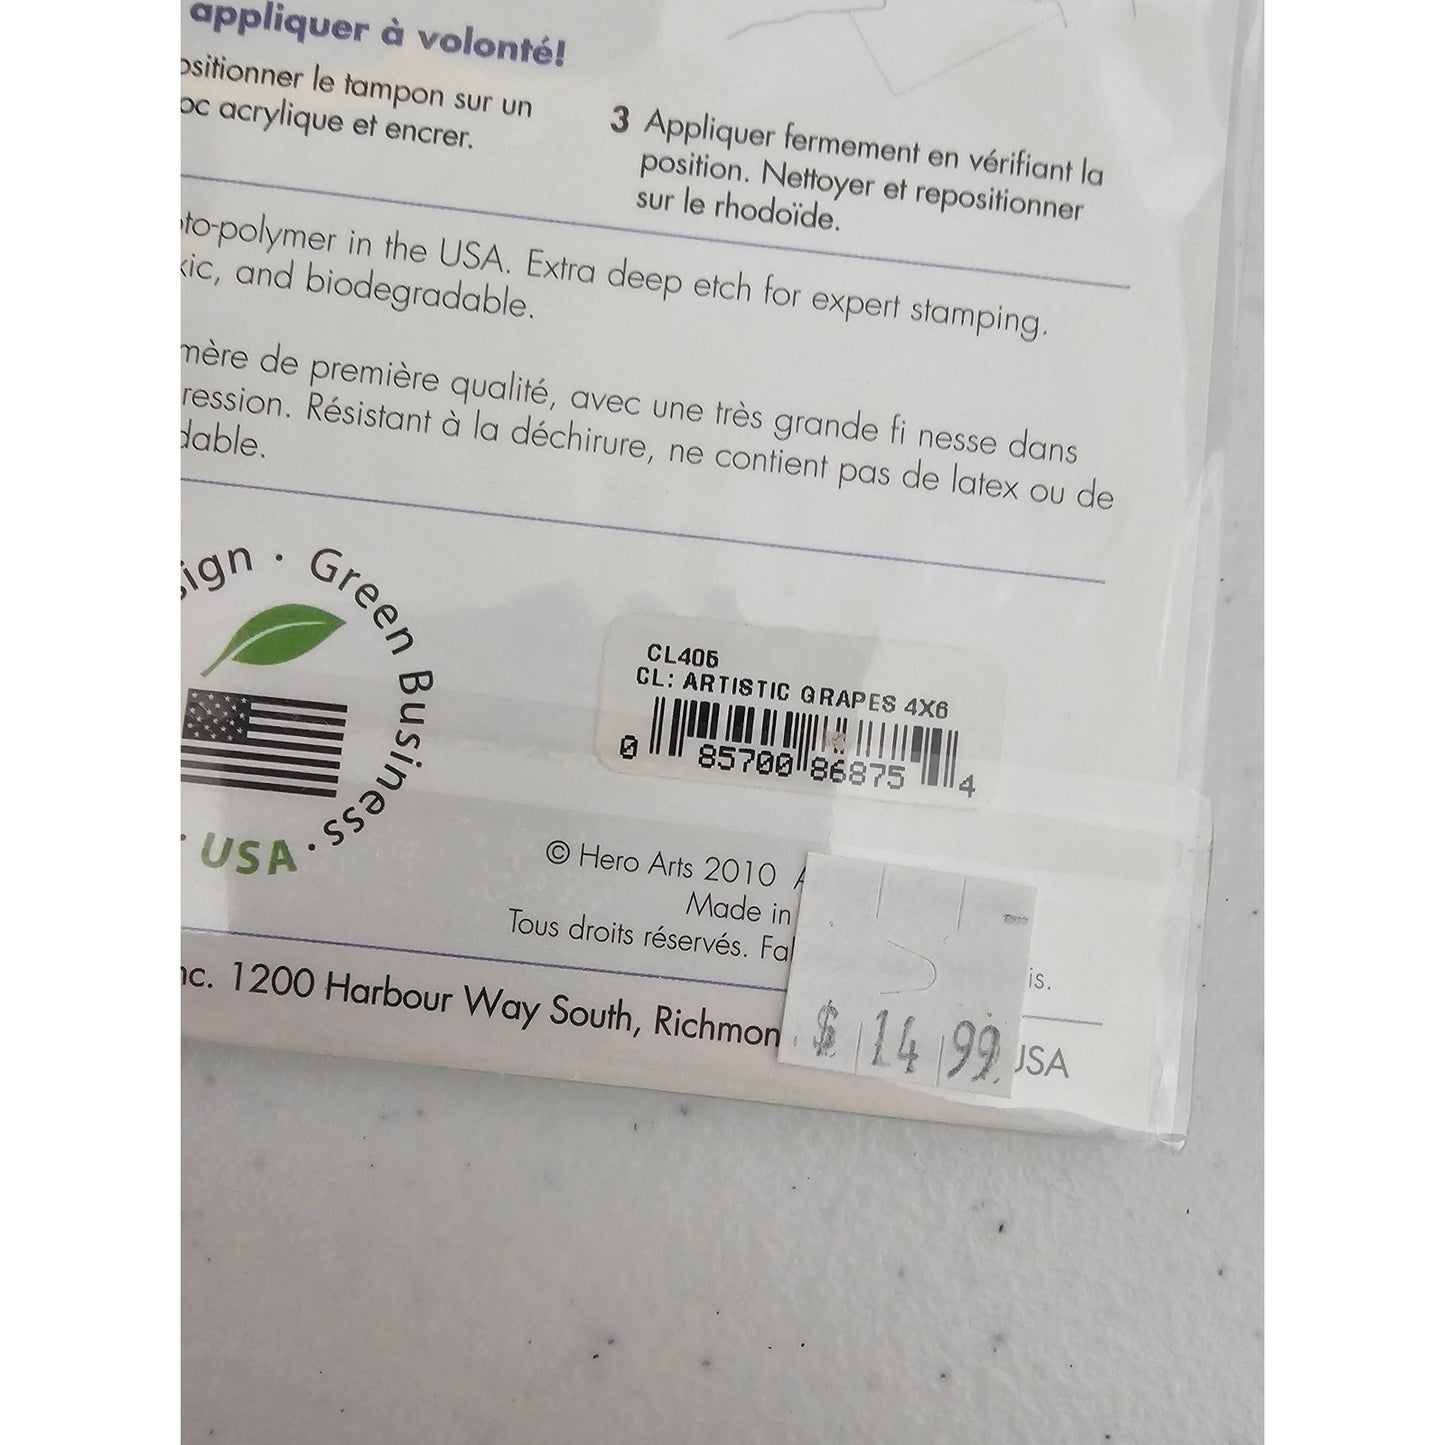 appliquer à volonté!
ositionner le tampon sur un
oc acrylique et encrer.
3 Appliquer fermement en vérifiant la
position. Nettoyer et repositionner
sur le rhodoïde.
to-polymer in the USA. Extra deep etch for expert stamping.
xic, and biodegradable.
mère de première qualité, avec une très grande fi nesse dans
ression. Résistant à la déchirure, ne contient pas de latex ou de
dable.
ign · Green Business · USA ·
CL405
CL: ARTISTIC GRAPES 4X6
0 85700 86875 4
© Hero Arts 2010 A
Made in
Tous droits réservés. Fa is.
nc. 1200 Harbour Way South, Richmon USA
$ 14 99